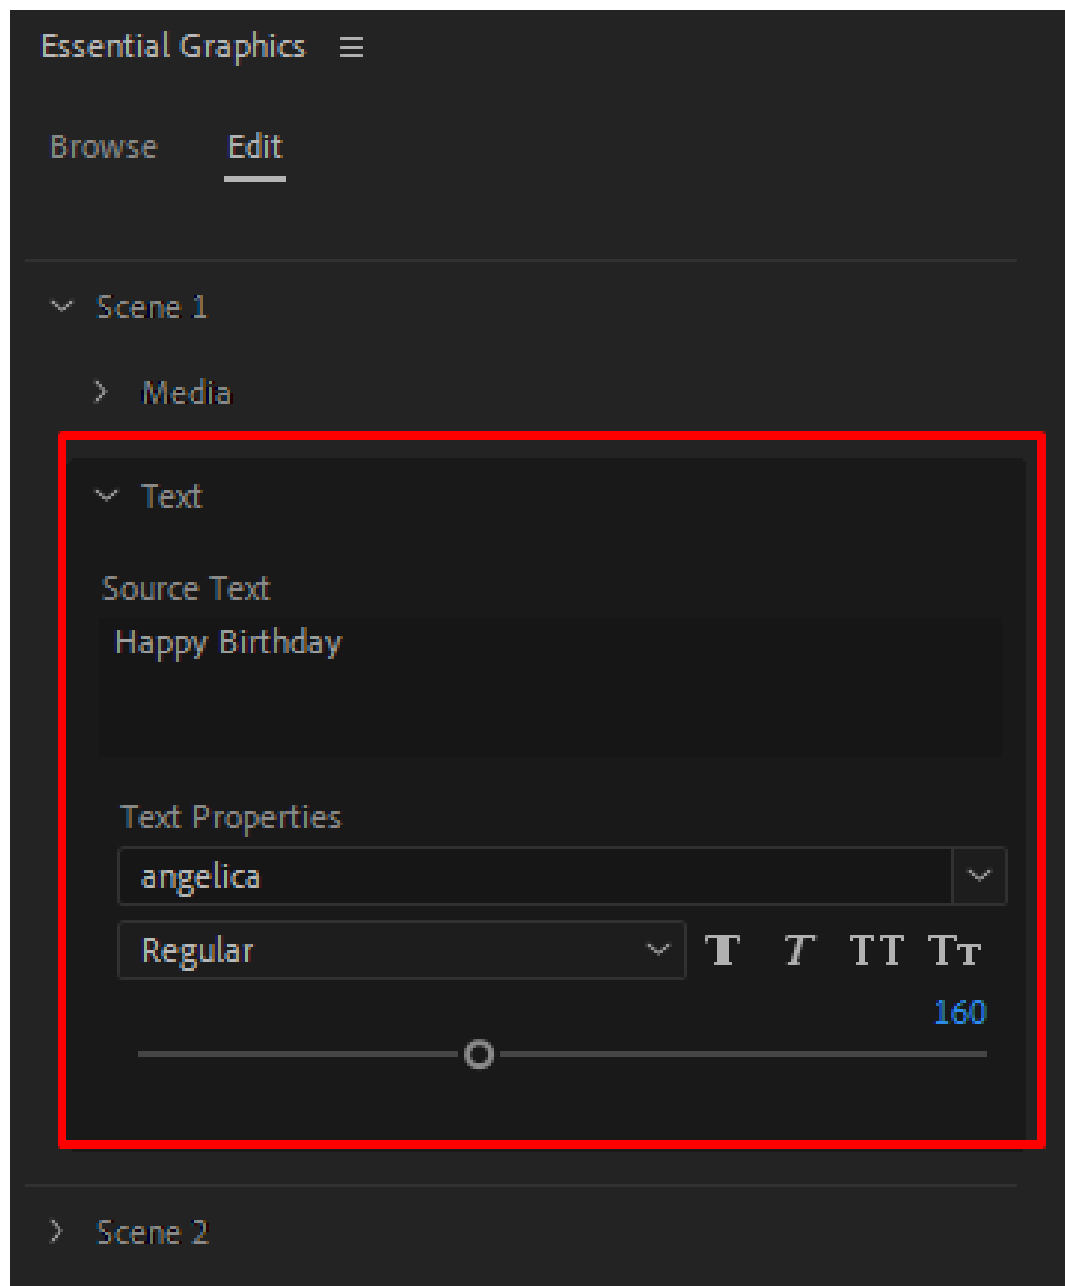 Essential Graphics
Browse Edit
Scene 1
Media
Text
Source Text
Happy Birthday
Text Properties
angelica
Regular T T TT Tт
160
Scene 2